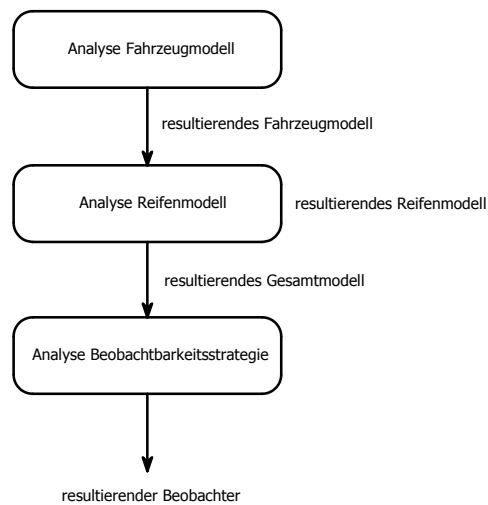 Analyse Fahrzeugmodell
resultierendes Fahrzeugmodell
Analyse Reifenmodell
resultierendes Reifenmodell
resultierendes Gesamtmodell
Analyse Beobachtbarkeitsstrategie
resultierender Beobachter